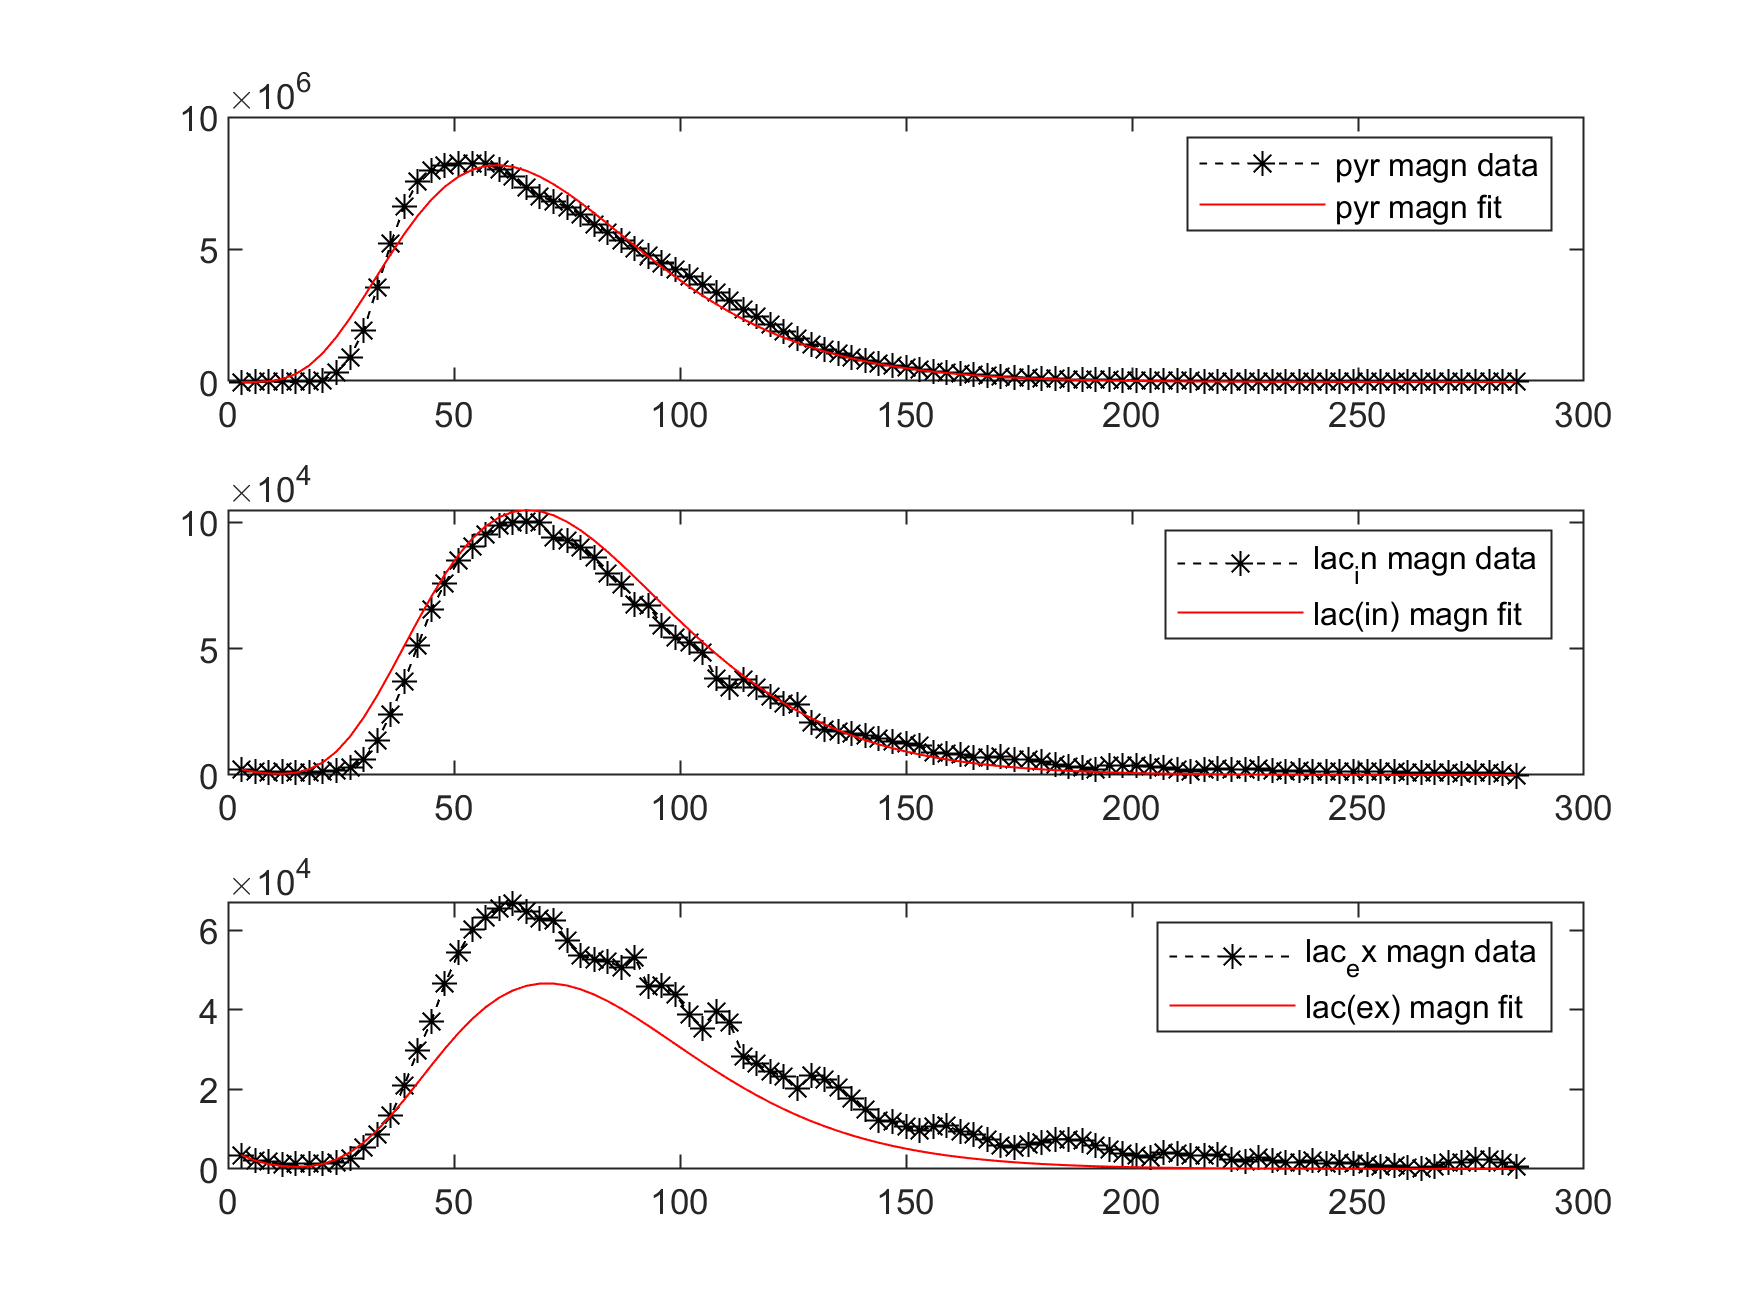 ×10^6
10
5
0
0 50 100 150 200 250 300
pyr magn data
pyr magn fit
×10^4
10
5
0
0 50 100 150 200 250 300
lac_in magn data
lac(in) magn fit
×10^4
6
4
2
0
0 50 100 150 200 250 300
lac_ex magn data
lac(ex) magn fit